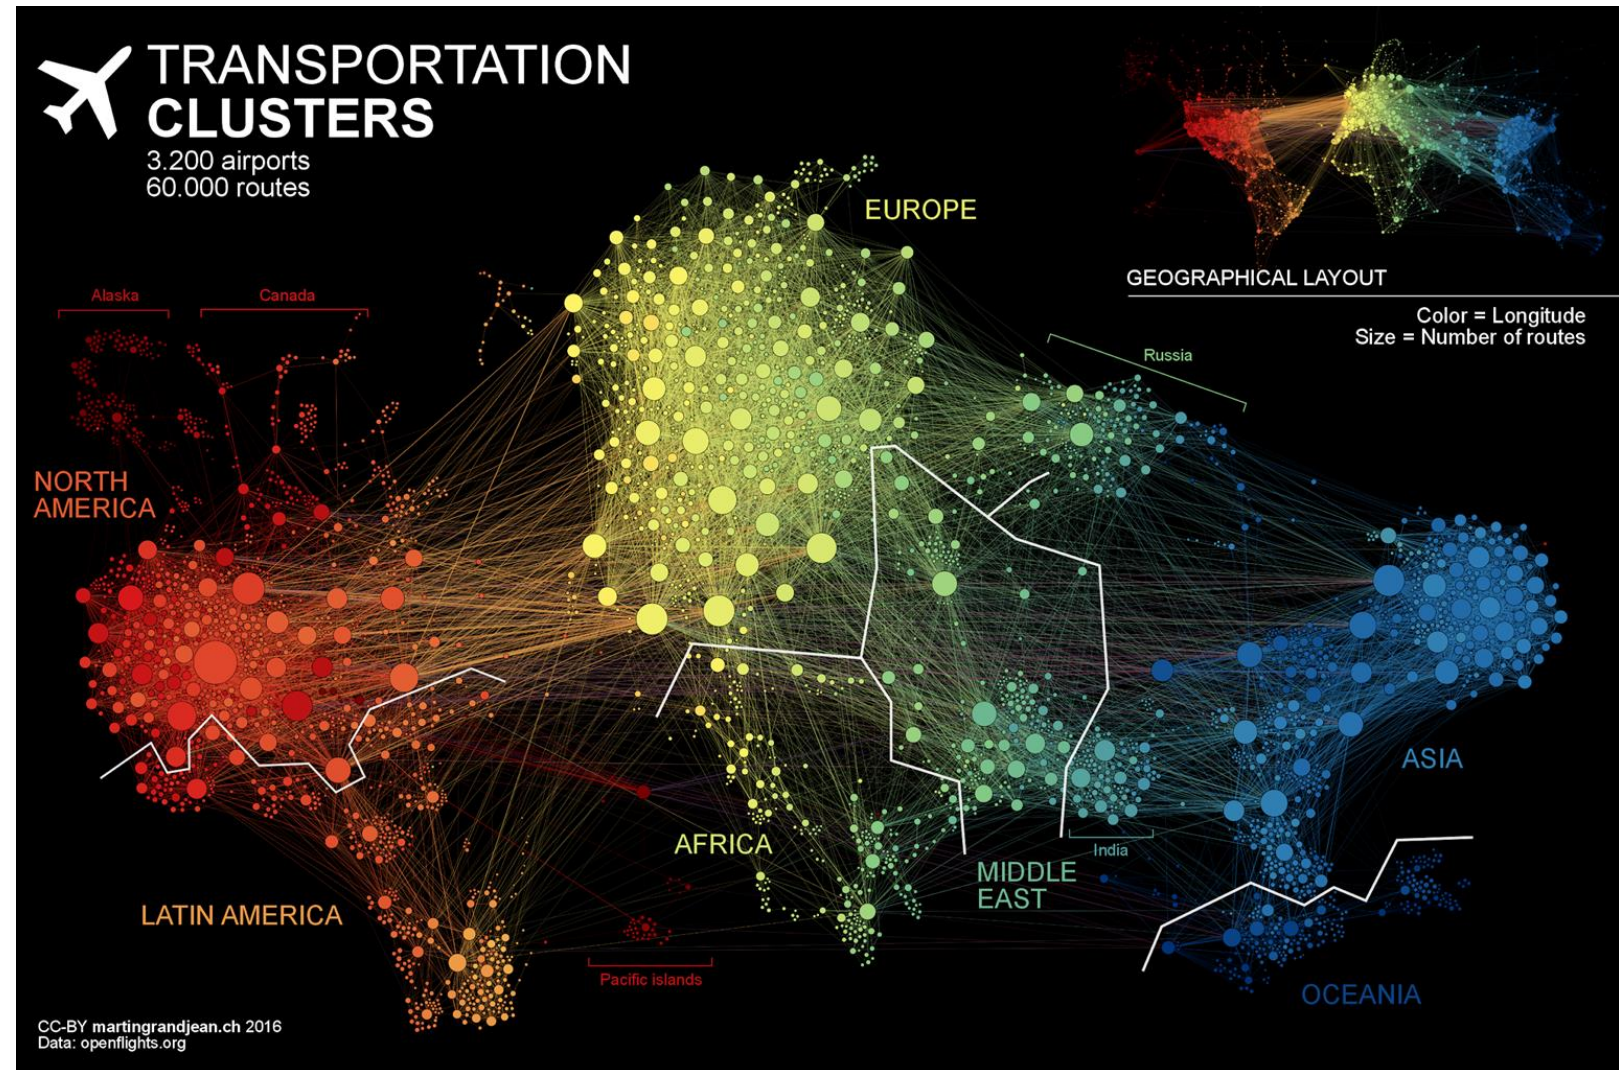 TRANSPORTATION
CLUSTERS
3.200 airports
60.000 routes
EUROPE
GEOGRAPHICAL LAYOUT
Color = Longitude
Size = Number of routes
Alaska
Canada
Russia
NORTH
AMERICA
ASIA
AFRICA
India
MIDDLE
EAST
LATIN AMERICA
Pacific islands
OCEANIA
CC-BY martingrandjean.ch 2016
Data: openflights.org